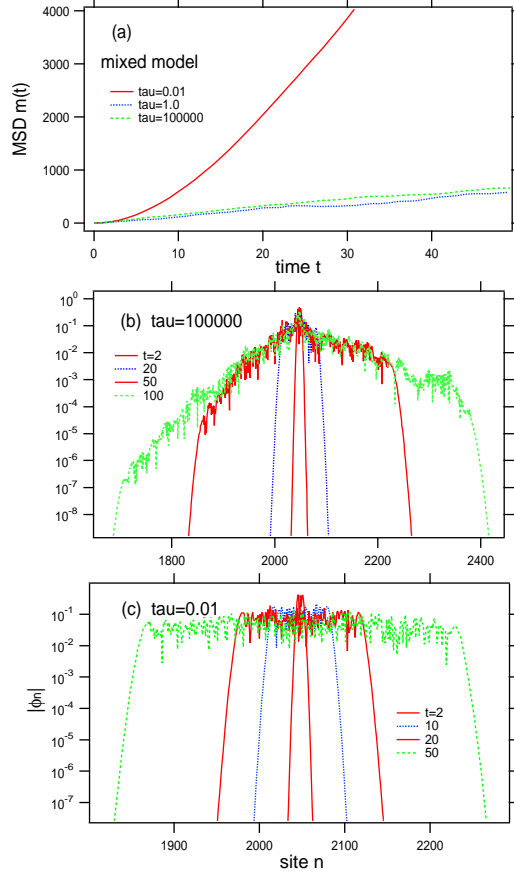 4000
3000
2000
1000
0
MSD m(t)
(a)
mixed model
tau=0.01
tau=1.0
tau=100000
0 10 20 30 40
time t
10^0
10^-1
10^-2
10^-3
10^-4
10^-5
10^-6
10^-7
10^-8
(b) tau=100000
t=2
20
50
100
1800 2000 2200 2400
10^-1
10^-2
10^-3
10^-4
10^-5
10^-6
10^-7
|ϕn|
(c) tau=0.01
t=2
10
20
50
1900 2000 2100 2200
site n